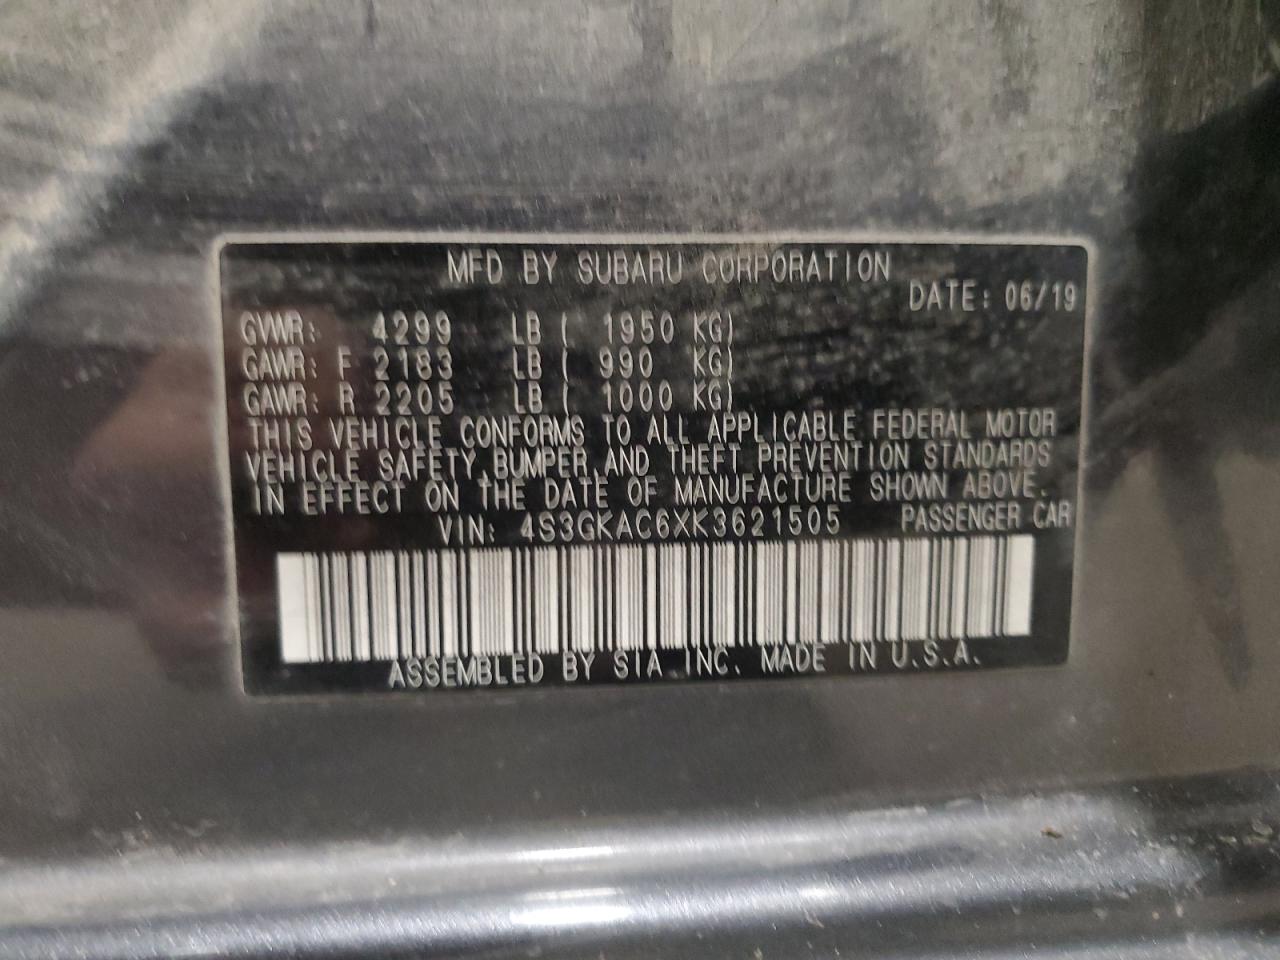 MFD BY SUBARU CORPORATION
DATE: 06/19
GVWR: 4299 LB ( 1950 KG)
GAWR: F 2183 LB ( 990 KG)
GAWR: R 2205 LB ( 1000 KG)
THIS VEHICLE CONFORMS TO ALL APPLICABLE FEDERAL MOTOR
VEHICLE SAFETY, BUMPER, AND THEFT PREVENTION STANDARDS
IN EFFECT ON THE DATE OF MANUFACTURE SHOWN ABOVE.
VIN: 4S3GKAC6XK3621505 PASSENGER CAR
ASSEMBLED BY SIA, INC. MADE IN U.S.A.